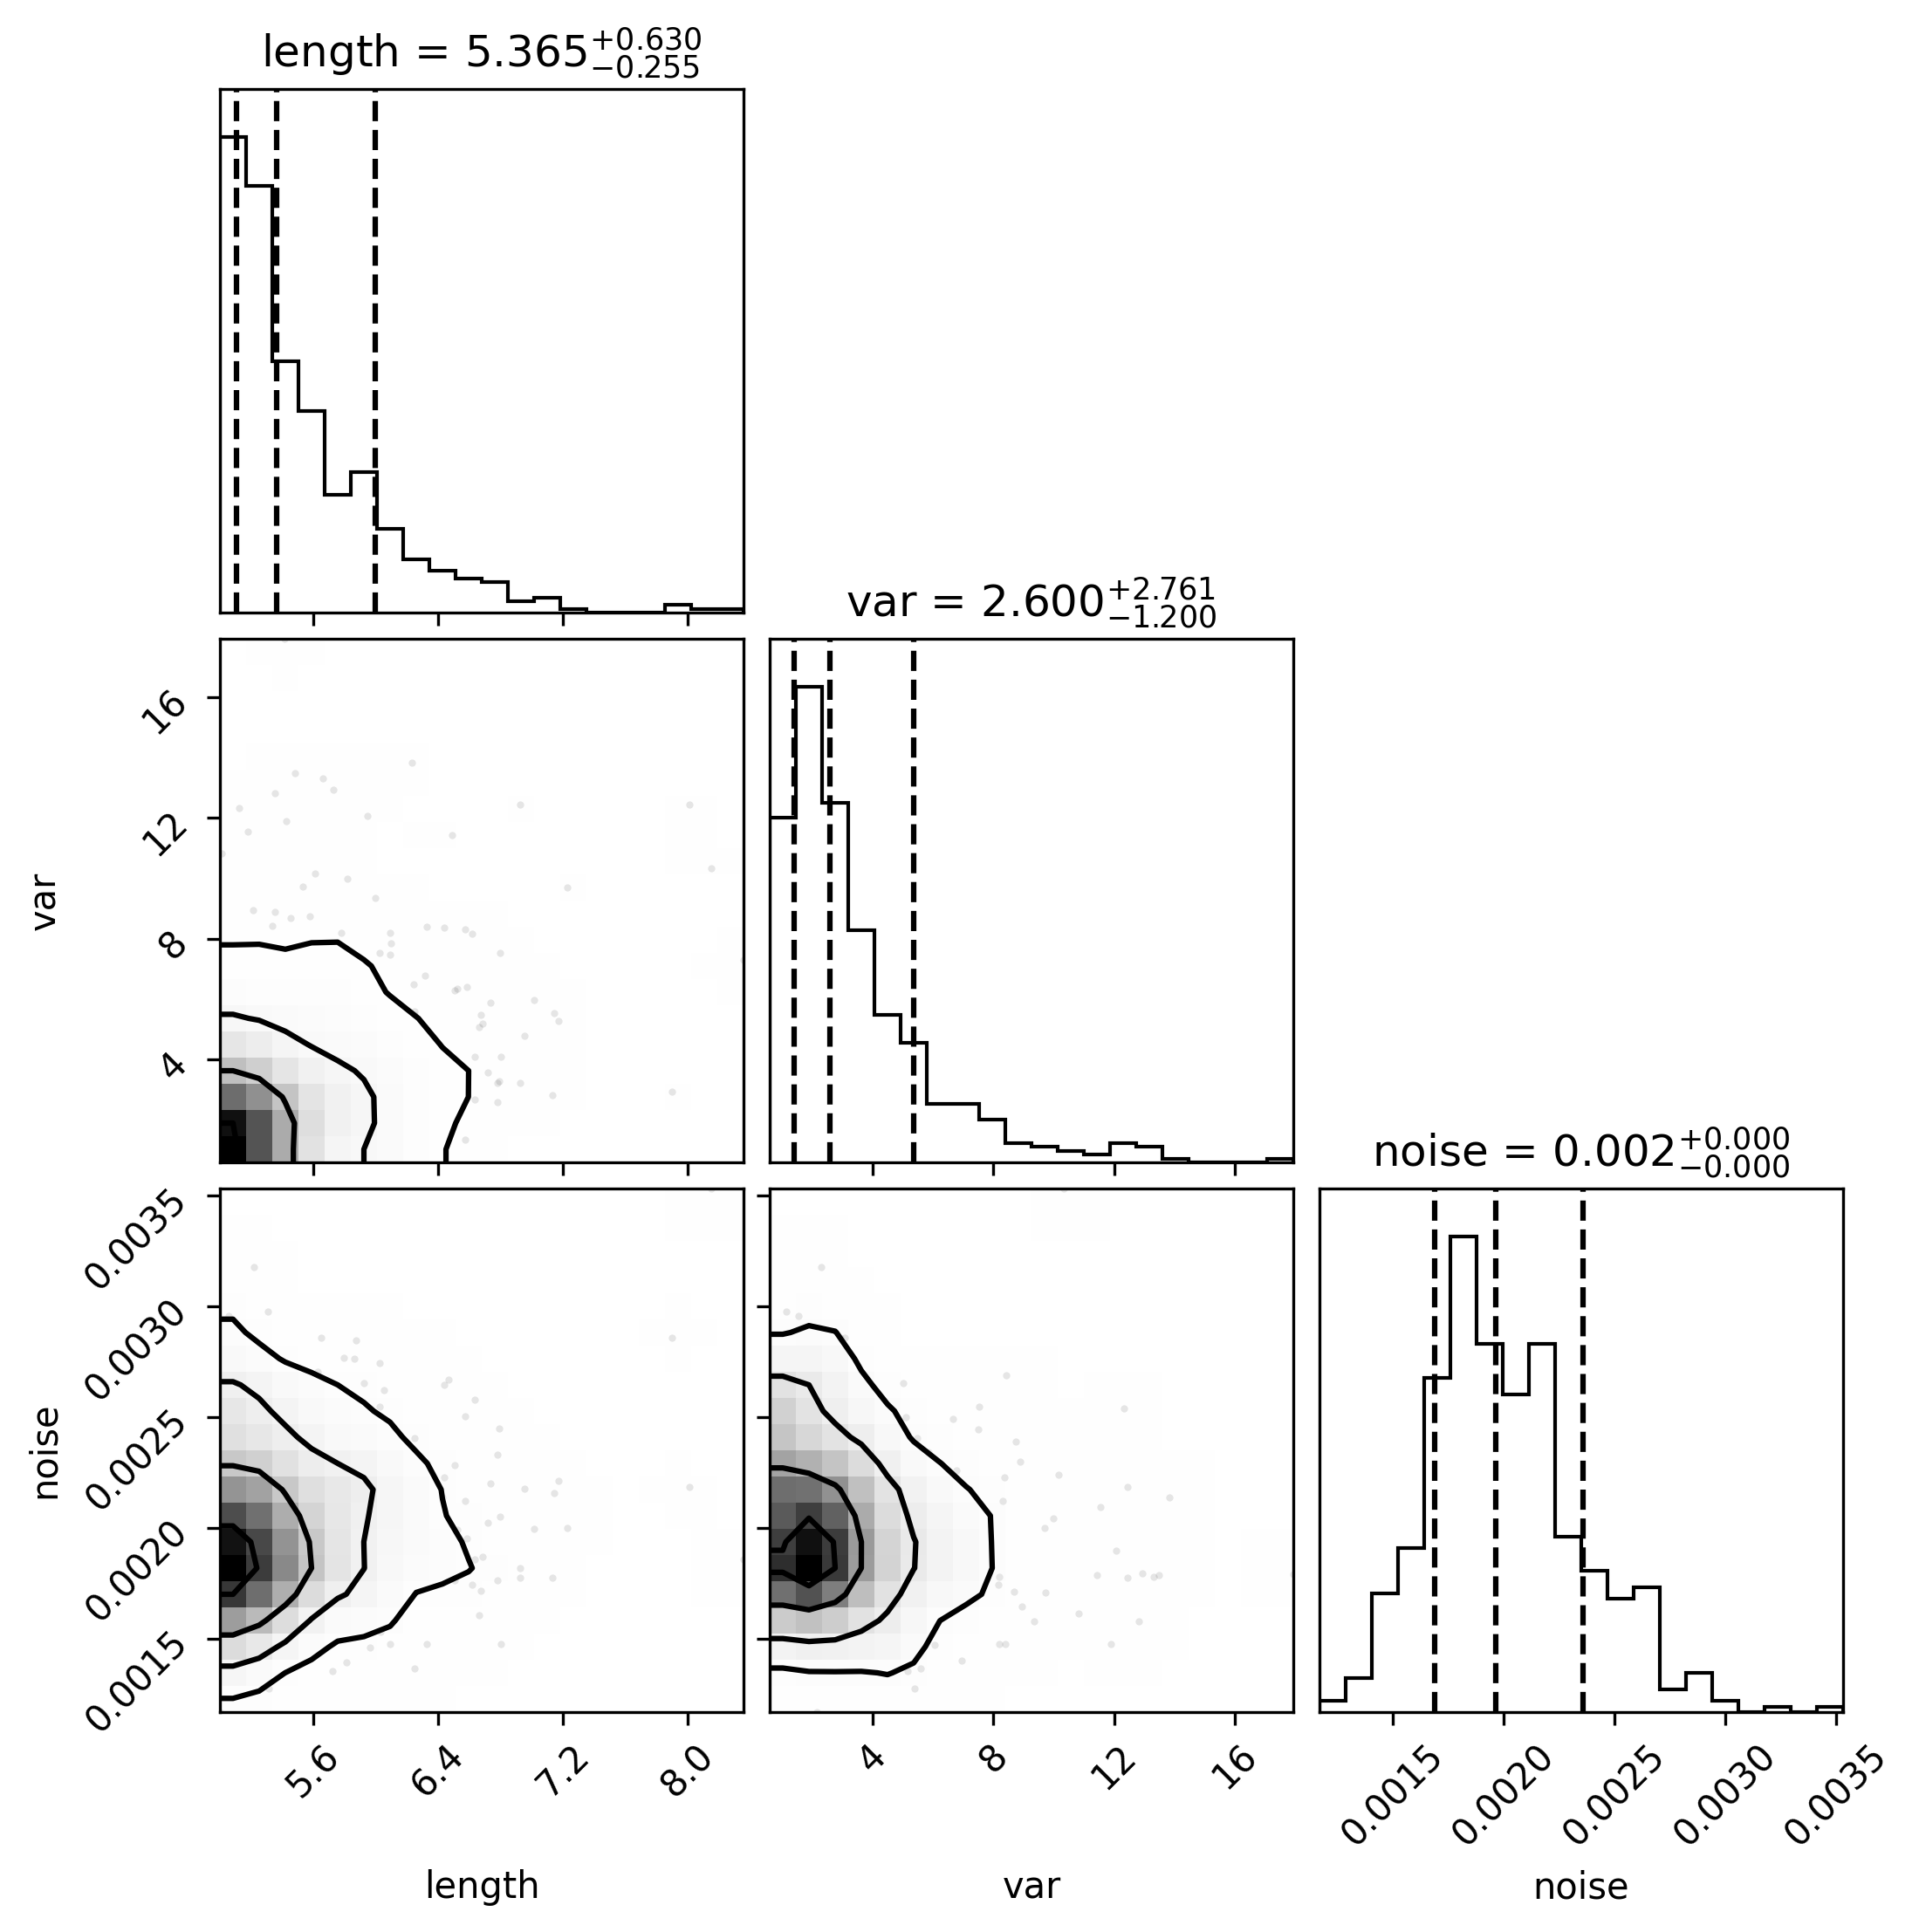 length = 5.365+0.630−0.255
var = 2.600+2.761−1.200
16
12
8
4
var
noise = 0.002+0.000−0.000
0.0035
0.0030
0.0025
0.0020
0.0015
noise
5.6 6.4 7.2 8.0
4 8 12 16
0.0015 0.0020 0.0025 0.0030 0.0035
length var noise